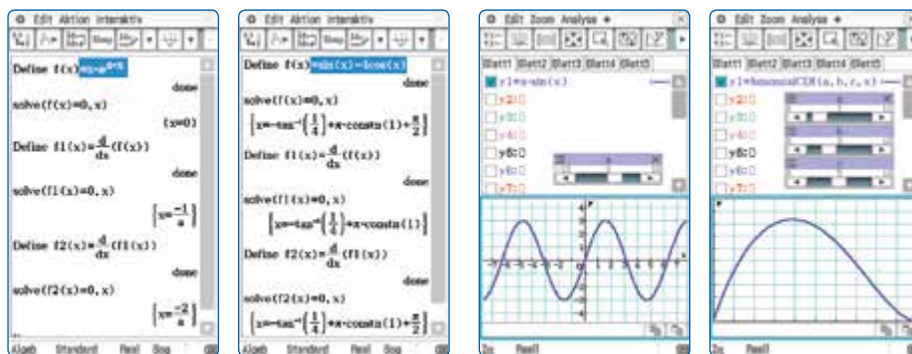 Edit Aktion Interaktiv
Define f(x)=x·e^a·x
done
solve(f(x)=0,x)
{x=0}
Define f1(x)=d/dx(f(x))
done
solve(f1(x)=0,x)
{x=-1/a}
Define f2(x)=d/dx(f1(x))
done
solve(f2(x)=0,x)
{x=-2/a}
Algeb Standard Reell
Edit Aktion Interaktiv
Define f(x)=sin(x)-4cos(x)
done
solve(f(x)=0,x)
{x=-tan⁻¹(1/4)+π·constn(1)+π/2}
Define f1(x)=d/dx(f(x))
done
solve(f1(x)=0,x)
{x=-tan⁻¹(1/4)+π·constn(1)}
Define f2(x)=d/dx(f1(x))
done
solve(f2(x)=0,x)
{x=-tan⁻¹(1/4)+π·constn(1)+π/2}
Algeb Standard Reell
Edit Zoom Analyse
Blatt1 Blatt2 Blatt3 Blatt4 Blatt5
y1=a·sin(x)
y2:
y3:
y4:
y5:
y6:
y7:
a
Reell
Edit Zoom Analyse
Blatt1 Blatt2 Blatt3 Blatt4 Blatt5
y1=binomialCDf(a,b,c,x)
y2:
y3:
y4:
y5:
y6:
y7:
a
b
c
Reell